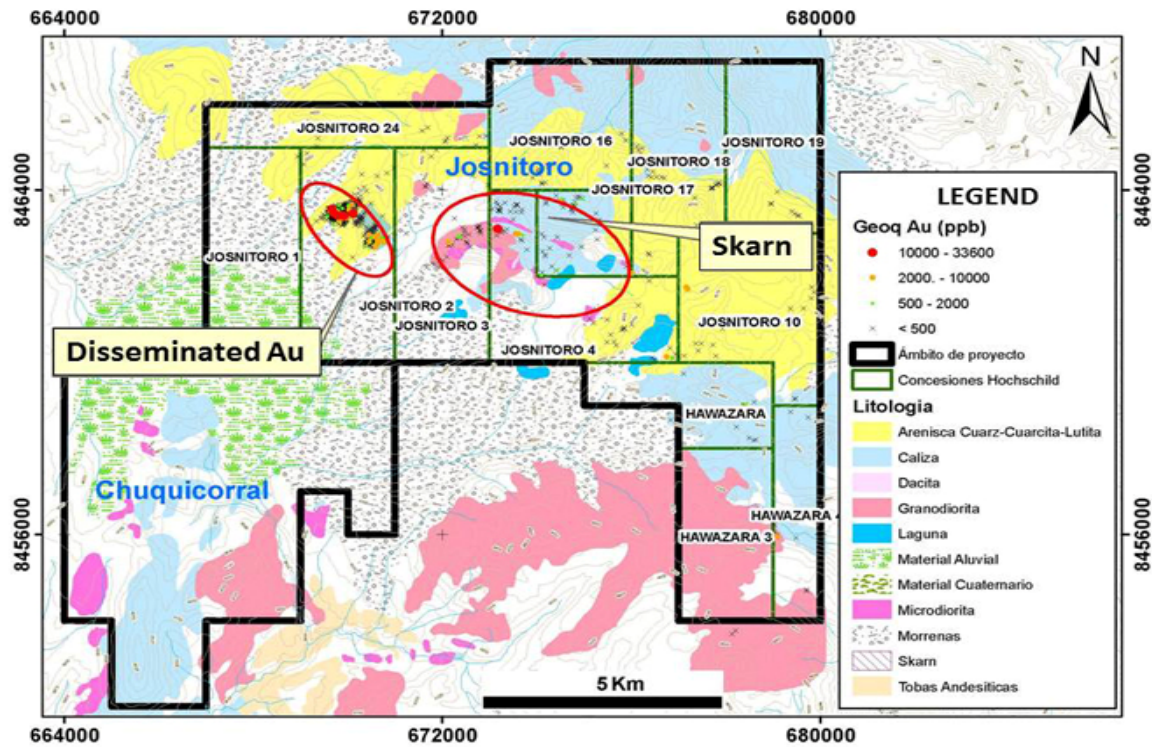 664000
672000
680000
N
JOSNITORO 24
JOSNITORO 16
JOSNITORO 19
Josnitoro
JOSNITORO 18
JOSNITORO 17
8464000
8464000
Skarn
JOSNITORO 1
JOSNITORO 2
JOSNITORO 3
JOSNITORO 10
JOSNITORO 4
Disseminated Au
HAWAZARA
Chuquicorral
HAWAZARA 4
HAWAZARA 3
8456000
8456000
5 Km
LEGEND
Geoq Au (ppb)
10000 - 33600
2000. - 10000
500 - 2000
< 500
Ámbito de proyecto
Concesiones Hochschild
Litologia
Arenisca Cuarz-Cuarcita-Lutita
Caliza
Dacita
Granodiorita
Laguna
Material Aluvial
Material Cuaternario
Microdiorita
Morrenas
Skarn
Tobas Andesíticas
664000
672000
680000